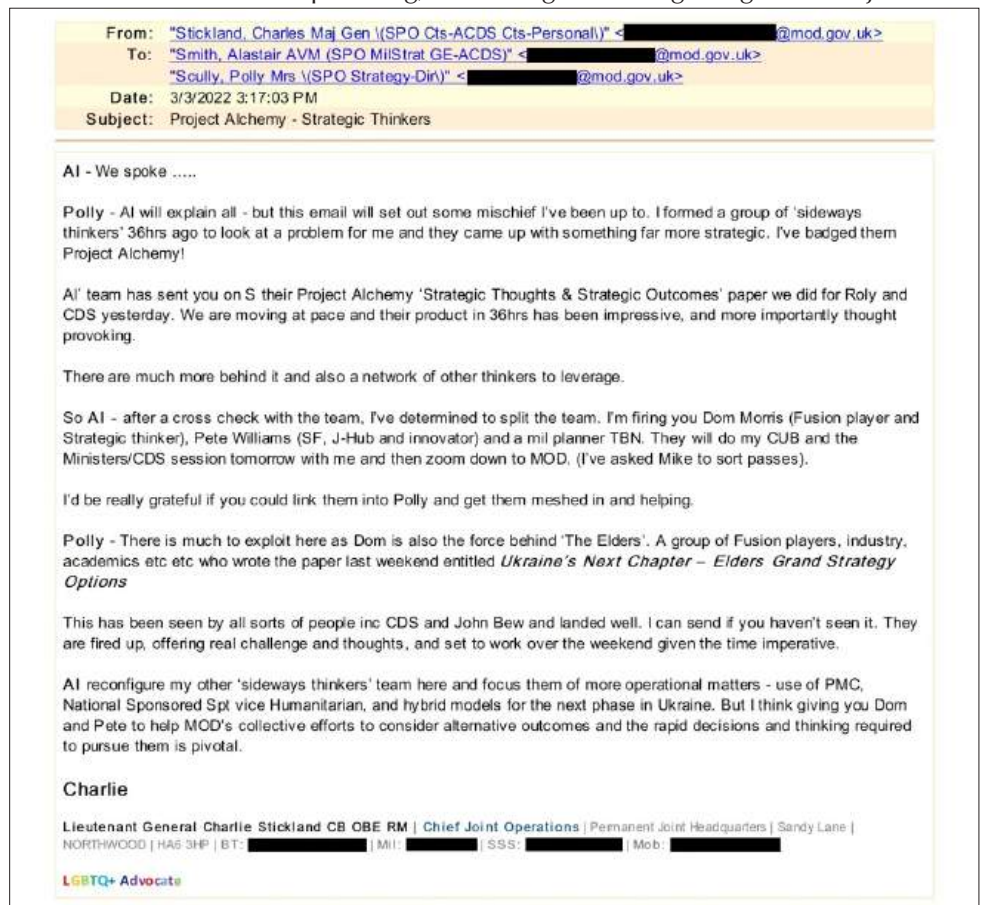 From: "Stickland, Charles Maj Gen \(SPO Cts-ACDS Cts-Personal\)" < @mod.gov.uk>
To: "Smith, Alastair AVM (SPO MilStrat GE-ACDS)" < @mod.gov.uk>
"Scully, Polly Mrs \(SPO Strategy-Dir\)" < @mod.gov.uk>
Date: 3/3/2022 3:17:03 PM
Subject: Project Alchemy - Strategic Thinkers
Al - We spoke .....
Polly - Al will explain all - but this email will set out some mischief I've been up to. I formed a group of 'sideways
thinkers' 36hrs ago to look at a problem for me and they came up with something far more strategic. I've badged them
Project Alchemy!
Al' team has sent you on S their Project Alchemy 'Strategic Thoughts & Strategic Outcomes' paper we did for Roly and
CDS yesterday. We are moving at pace and their product in 36hrs has been impressive, and more importantly thought
provoking.
There are much more behind it and also a network of other thinkers to leverage.
So Al - after a cross check with the team, I've determined to split the team. I'm firing you Dom Morris (Fusion player and
Strategic thinker), Pete Williams (SF, J-Hub and innovator) and a mil planner TBN. They will do my CUB and the
Ministers/CDS session tomorrow with me and then zoom down to MOD. (I've asked Mike to sort passes).
I'd be really grateful if you could link them into Polly and get them meshed in and helping.
Polly - There is much to exploit here as Dom is also the force behind 'The Elders'. A group of Fusion players, industry,
academics etc etc who wrote the paper last weekend entitled Ukraine's Next Chapter – Elders Grand Strategy
Options
This has been seen by all sorts of people inc CDS and John Bew and landed well. I can send if you haven't seen it. They
are fired up, offering real challenge and thoughts, and set to work over the weekend given the time imperative.
Al reconfigure my other 'sideways thinkers' team here and focus them of more operational matters - use of PMC,
National Sponsored Spt vice Humanitarian, and hybrid models for the next phase in Ukraine. But I think giving you Dom
and Pete to help MOD's collective efforts to consider alternative outcomes and the rapid decisions and thinking required
to pursue them is pivotal.
Charlie
Lieutenant General Charlie Stickland CB OBE RM | Chief Joint Operations | Permanent Joint Headquarters | Sandy Lane |
NORTHWOOD | HA6 3HP | BT: | Mil: | SSS: | Mob:
LGBTQ+ Advocate